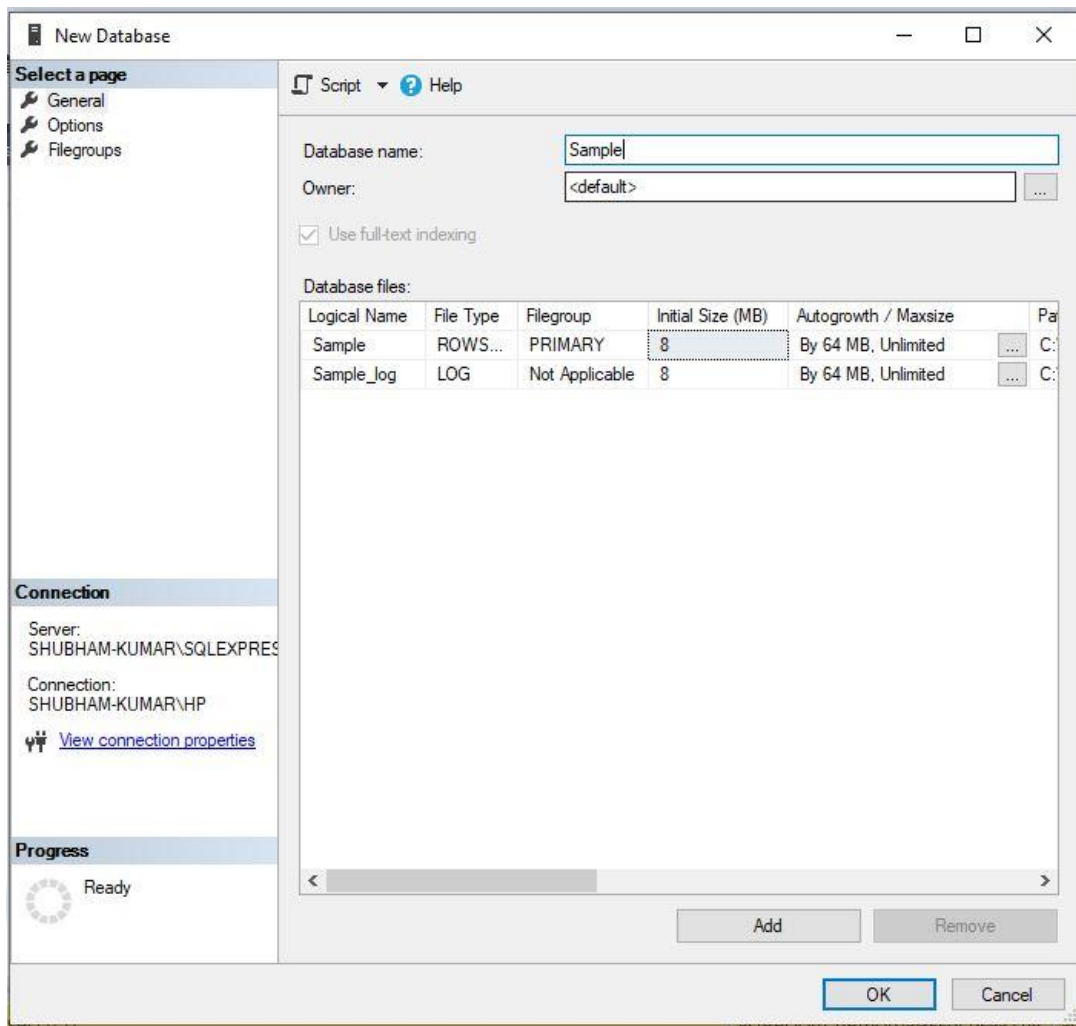 New Database
Select a page
General
Options
Filegroups
Script Help
Database name: Sample
Owner: <default> ...
Use full-text indexing
Database files:
Logical Name File Type Filegroup Initial Size (MB) Autogrowth / Maxsize
Sample ROWS... PRIMARY 8 By 64 MB, Unlimited ... C:\
Sample_log LOG Not Applicable 8 By 64 MB, Unlimited ... C:\
Connection
Server:
SHUBHAM-KUMAR\SQLEXPRES
Connection:
SHUBHAM-KUMAR\HP
View connection properties
Progress
Ready
Add Remove
OK Cancel